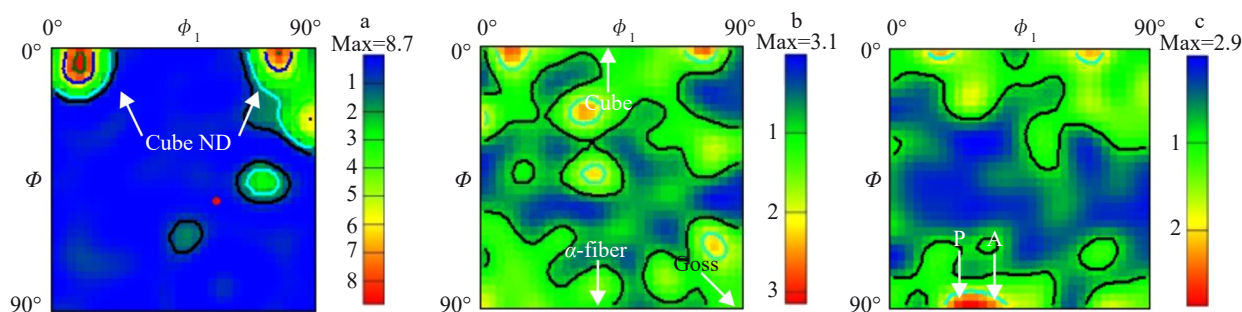 0° ϕ1 90° a
Max=8.7
1
2
3
4
5
6
7
8
Cube ND
Φ
90°
0° ϕ1 90° b
0° Max=3.1
1
2
3
Cube
Φ
α-fiber
Goss
90°
0° ϕ1 90° c
0° Max=2.9
1
2
Φ
P A
90°
0°